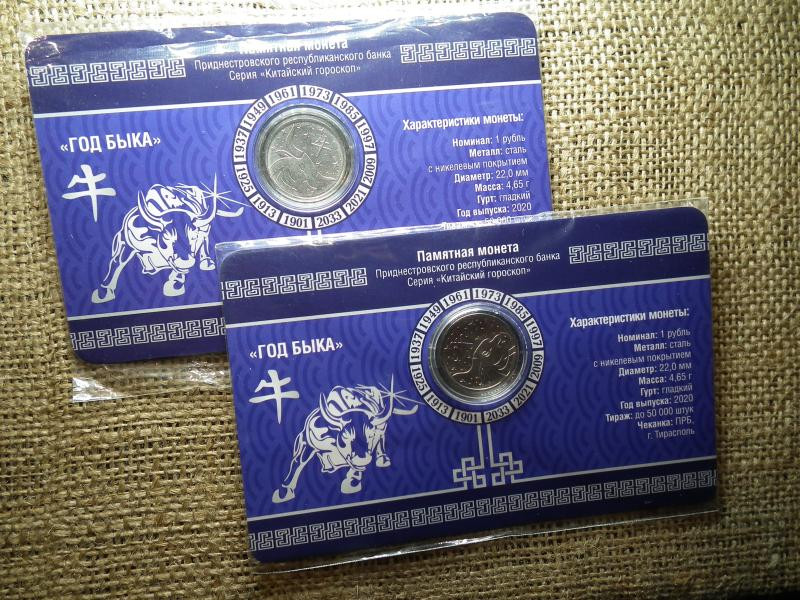 Памятная монета
Приднестровского республиканского банка
Серия «Китайский гороскоп»
«ГОД БЫКА»
牛
1901 1913 1925 1937 1949 1961 1973 1985 1997 2009 2021 2033
Характеристики монеты:
Номинал: 1 рубль
Металл: сталь
с никелевым покрытием
Диаметр: 22,0 мм
Масса: 4,65 г
Гурт: гладкий
Год выпуска: 2020
Памятная монета
Приднестровского республиканского банка
Серия «Китайский гороскоп»
«ГОД БЫКА»
牛
1901 1913 1925 1937 1949 1961 1973 1985 1997 2009 2021 2033
Характеристики монеты:
Номинал: 1 рубль
Металл: сталь
с никелевым покрытием
Диаметр: 22,0 мм
Масса: 4,65 г
Гурт: гладкий
Год выпуска: 2020
Тираж: до 50 000 штук
Чеканка: ПРБ,
г. Тирасполь